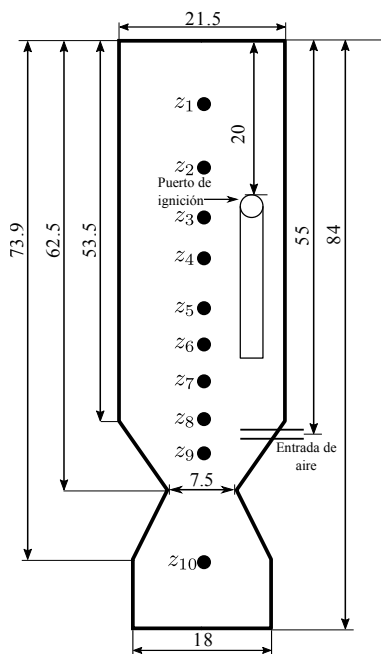 21.5
z1
20
z2
Puerto de
ignición
z3
z4
73.9
62.5
53.5
55
84
z5
z6
z7
z8
z9
Entrada de
aire
7.5
z10
18